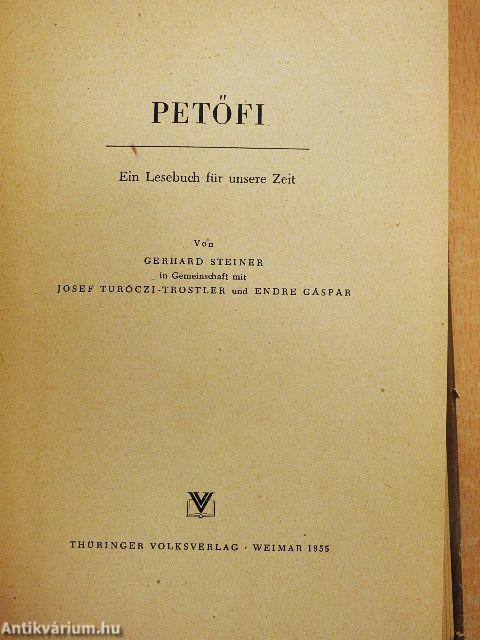 PETŐFI
Ein Lesebuch für unsere Zeit
Von
GERHARD STEINER
in Gemeinschaft mit
JOSEF TURÓCZI-TROSTLER und ENDRE GÁSPÁR
THÜRINGER VOLKSVERLAG · WEIMAR 1955
Antikvárium.hu